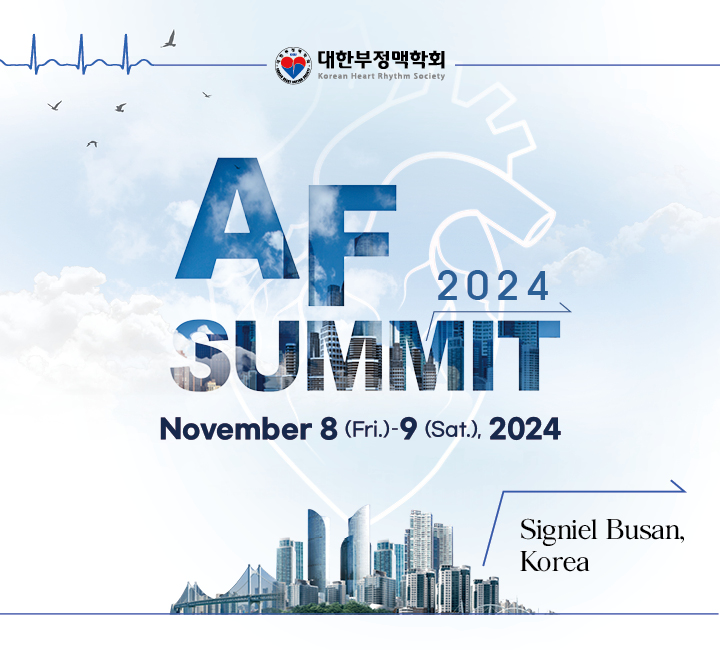 대한부정맥학회
Korean Heart Rhythm Society
AF
2024
SUMMIT
November 8 (Fri.)-9 (Sat.), 2024
Signiel Busan,
Korea